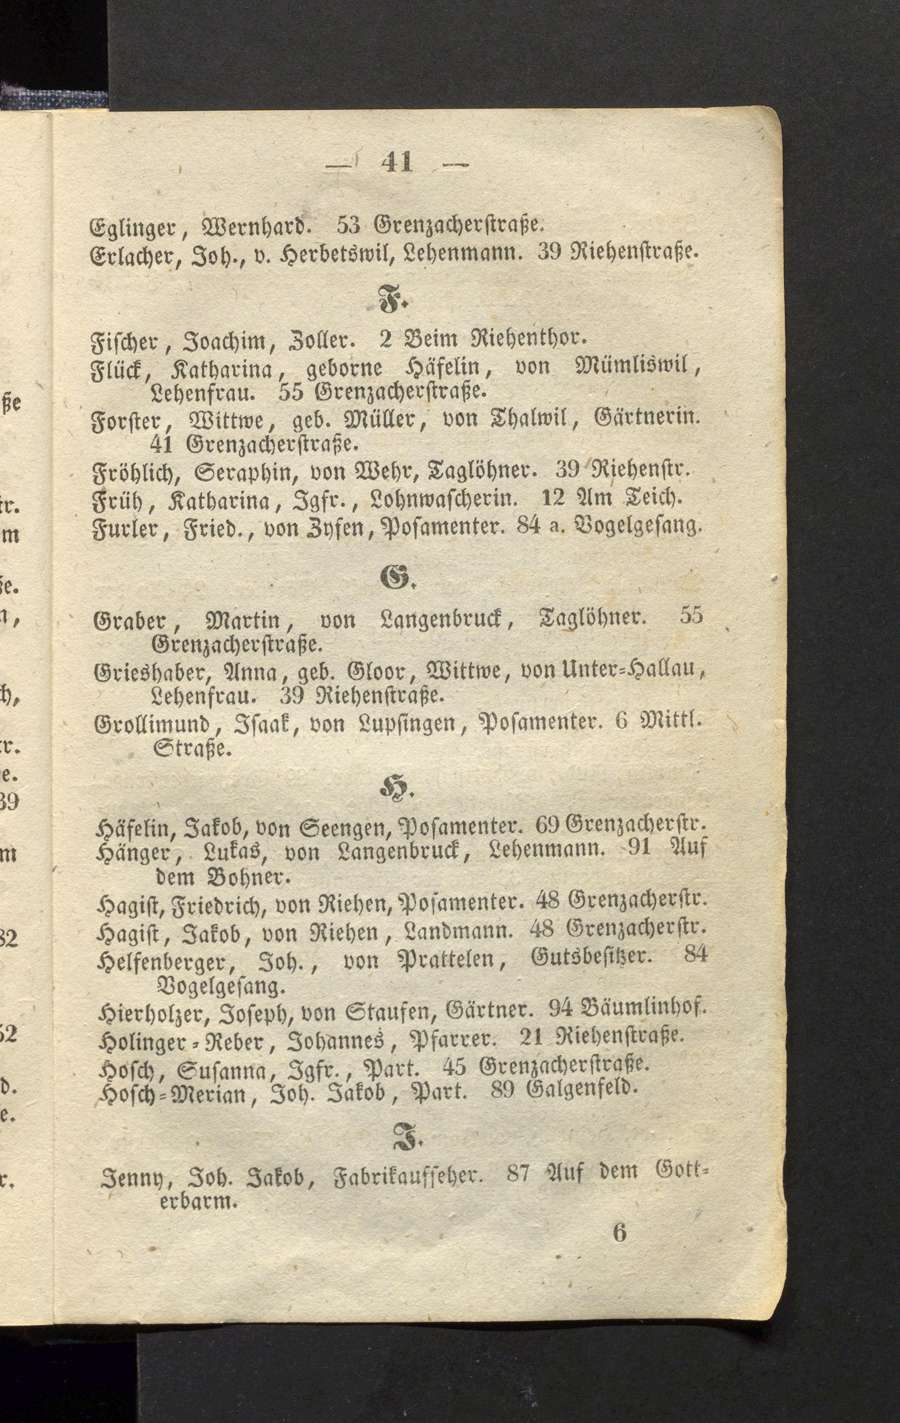 — 41 —
Eglinger, Wernhard. 53 Grenzacherstraße.
Erlacher, Joh., v. Herbetswil, Lehenmann. 39 Riehenstraße.
F.
Fischer, Joachim, Zoller. 2 Beim Riehenthor.
Flück, Katharina, geborne Häfelin, von Mümliswil,
Lehenfrau. 55 Grenzacherstraße.
Forster, Wittwe, geb. Müller, von Thalwil, Gärtnerin.
41 Grenzacherstraße.
Fröhlich, Seraphin, von Wehr, Taglöhner. 39 Riehenstr.
Früh, Katharina, Igfr., Lohnwascherin. 12 Am Teich.
Furler, Fried., von Zysen, Posamenter. 84 a. Vogelgesang.
G.
Graber, Martin, von Langenbruck, Taglöhner. 55
Grenzacherstraße.
Grieshaber, Anna, geb. Gloor, Wittwe, von Unter-Hallau,
Lehenfrau. 39 Riehenstraße.
Grollimund, Isaak, von Lupsingen, Posamenter. 6 Mittl.
Straße.
H.
Häfelin, Jakob, von Seengen, Posamenter. 69 Grenzacherstr.
Hänger, Lukas, von Langenbruck, Lehenmann. 91 Auf
dem Bohner.
Hagist, Friedrich, von Riehen, Posamenter. 48 Grenzacherstr.
Hagist, Jakob, von Riehen, Landmann. 48 Grenzacherstr.
Helfenberger, Joh., von Prattelen, Gutsbesitzer. 84
Vogelgesang.
Hierholzer, Joseph, von Staufen, Gärtner. 94 Bäumlinhof.
Holinger-Reber, Johannes, Pfarrer. 21 Riehenstraße.
Hosch, Susanna, Igfr., Part. 45 Grenzacherstraße.
Hosch-Merian, Joh. Jakob, Part. 89 Galgenfeld.
J.
Jenny, Joh. Jakob, Fabrikaufseher. 87 Auf dem Gott-
erbarm.
6